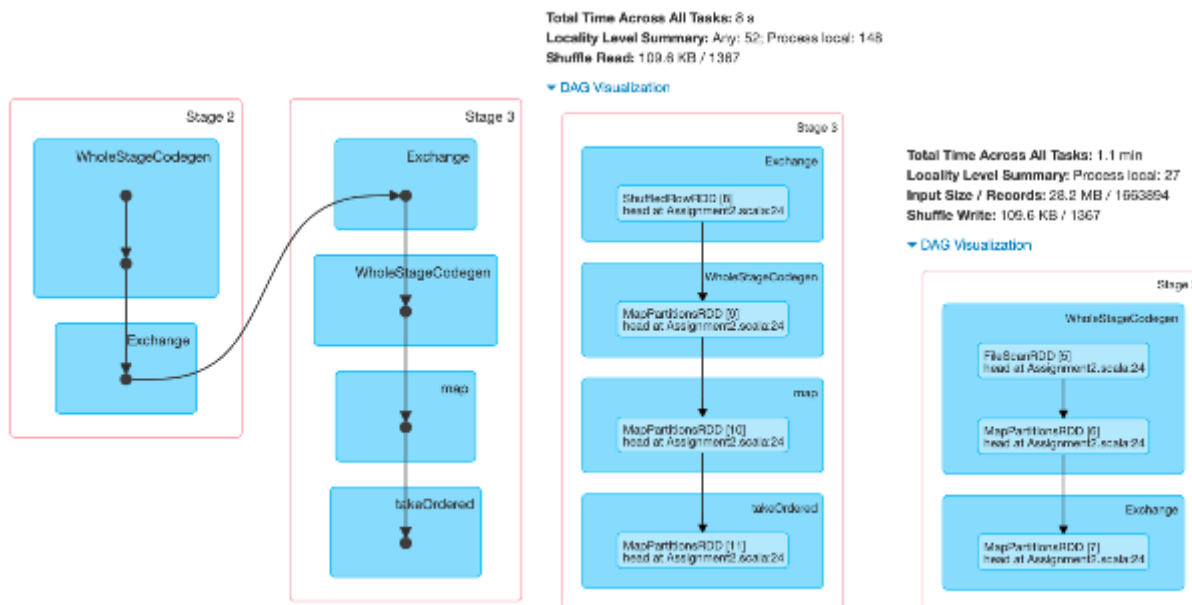 Total Time Across All Tasks: 8 s
Locality Level Summary: Any: 52; Process local: 148
Shuffle Read: 109.6 KB / 1367
DAG Visualization
Stage 2
WholeStageCodegen
Exchange
Stage 3
Exchange
WholeStageCodegen
map
takeOrdered
Stage 3
Exchange
ShuffledRowRDD [8]
head at Assignment2.scala:24
WholeStageCodegen
MapPartitionsRDD [9]
head at Assignment2.scala:24
map
MapPartitionsRDD [10]
head at Assignment2.scala:24
takeOrdered
MapPartitionsRDD [11]
head at Assignment2.scala:24
Total Time Across All Tasks: 1.1 min
Locality Level Summary: Process local: 27
Input Size / Records: 28.2 MB / 1663894
Shuffle Write: 109.6 KB / 1367
DAG Visualization
Stage
WholeStageCodegen
FileScanRDD [5]
head at Assignment2.scala:24
MapPartitionsRDD [6]
head at Assignment2.scala:24
Exchange
MapPartitionsRDD [7]
head at Assignment2.scala:24